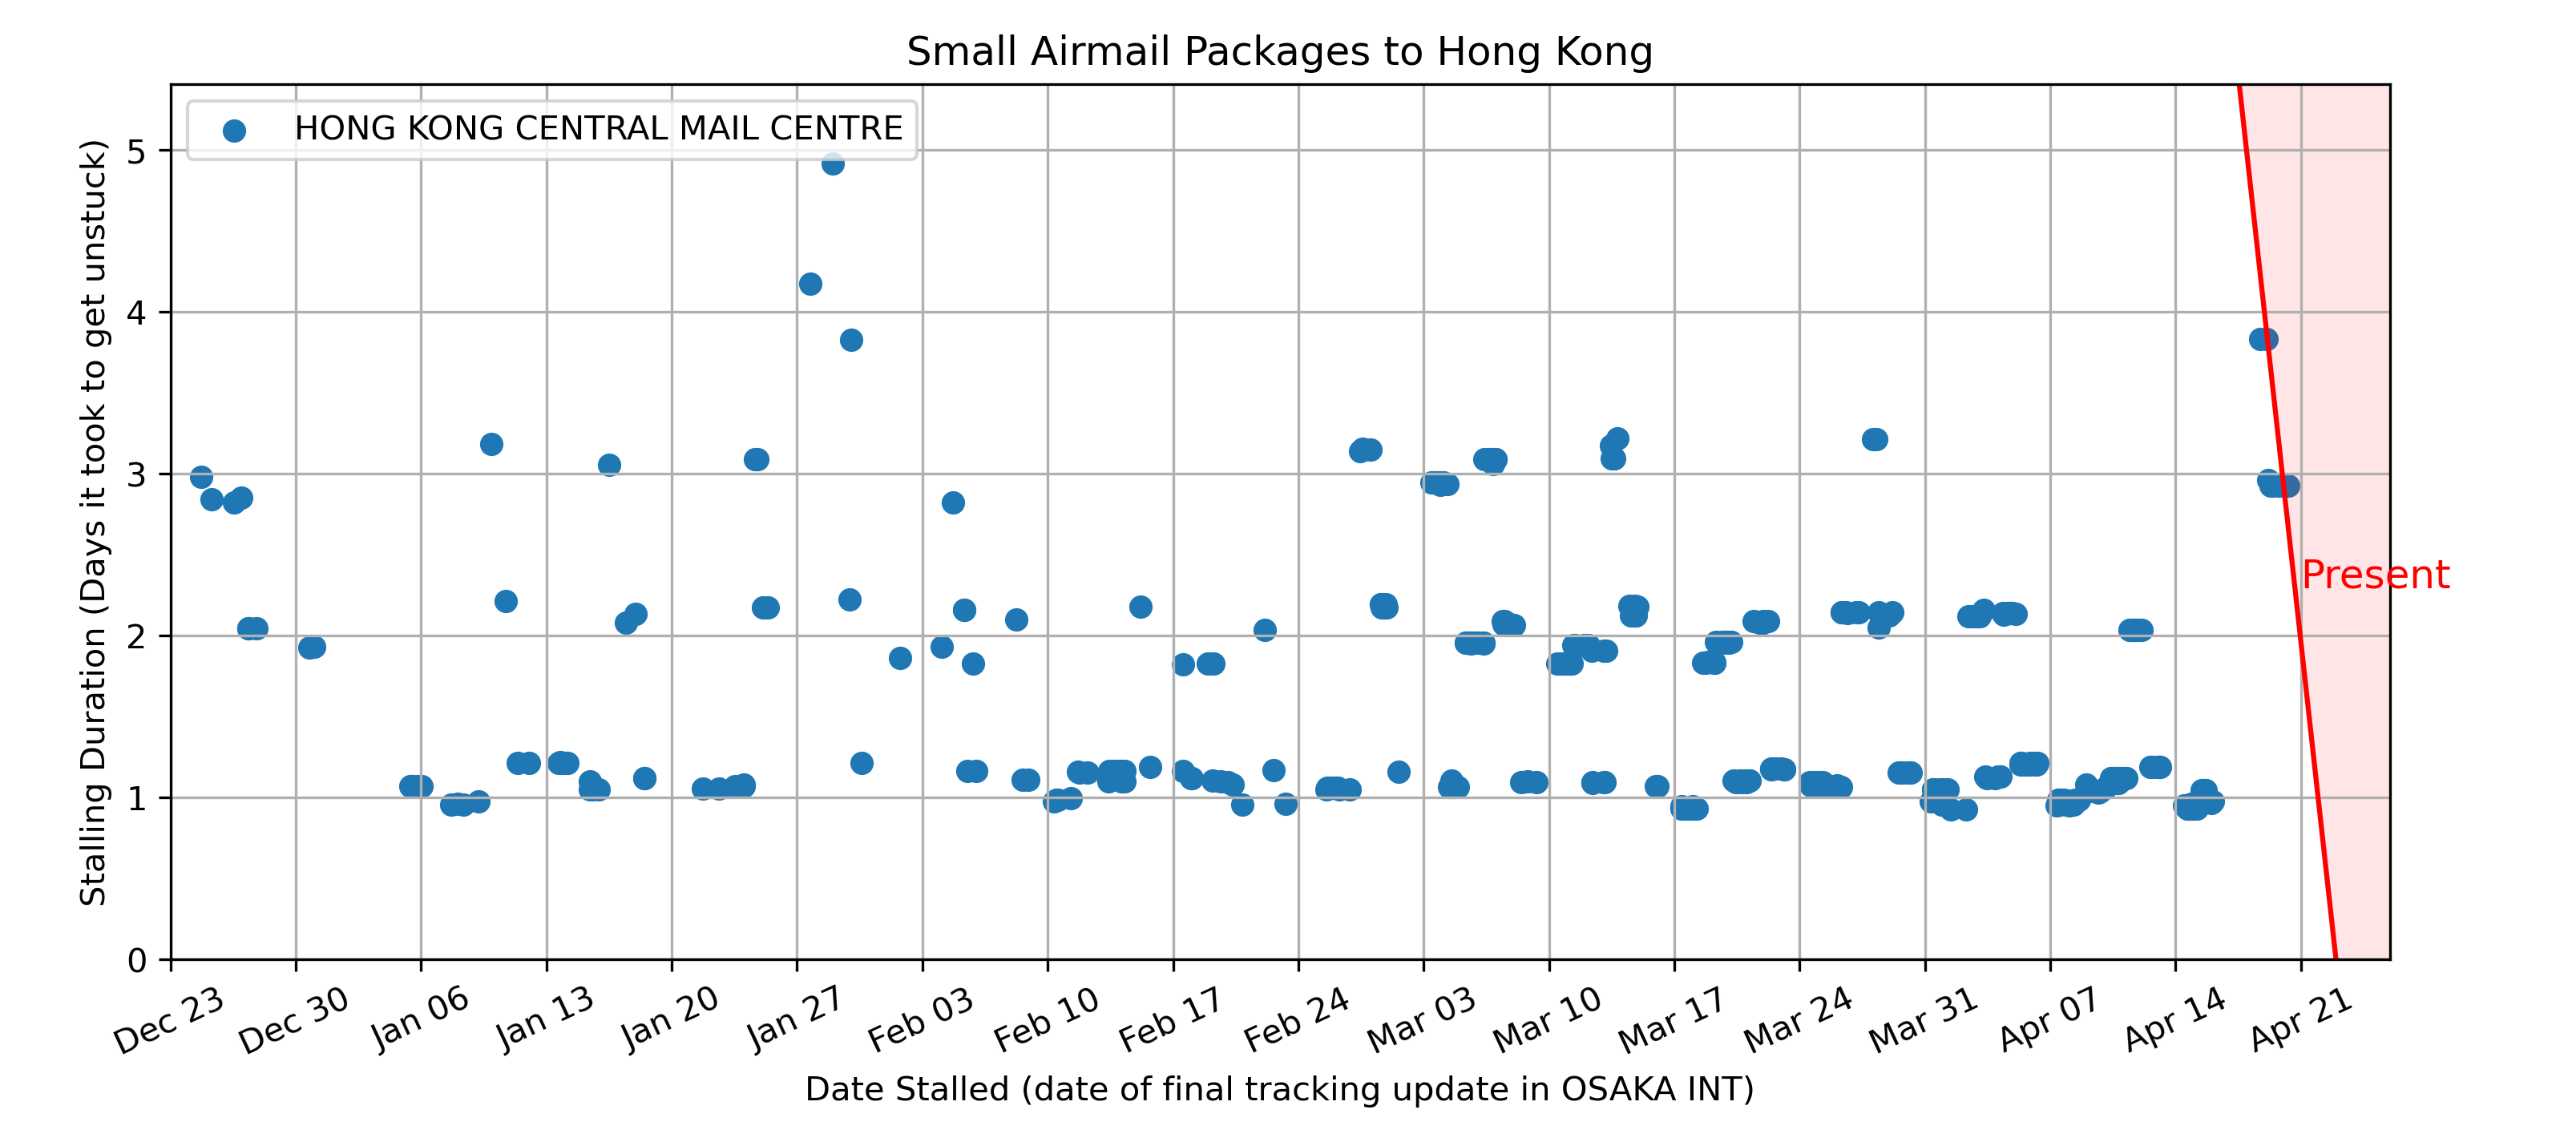 Small Airmail Packages to Hong Kong
HONG KONG CENTRAL MAIL CENTRE
Stalling Duration (Days it took to get unstuck)
5
4
3
2
1
0
Present
Dec 23
Dec 30
Jan 06
Jan 13
Jan 20
Jan 27
Feb 03
Feb 10
Feb 17
Feb 24
Mar 03
Mar 10
Mar 17
Mar 24
Mar 31
Apr 07
Apr 14
Apr 21
Date Stalled (date of final tracking update in OSAKA INT)